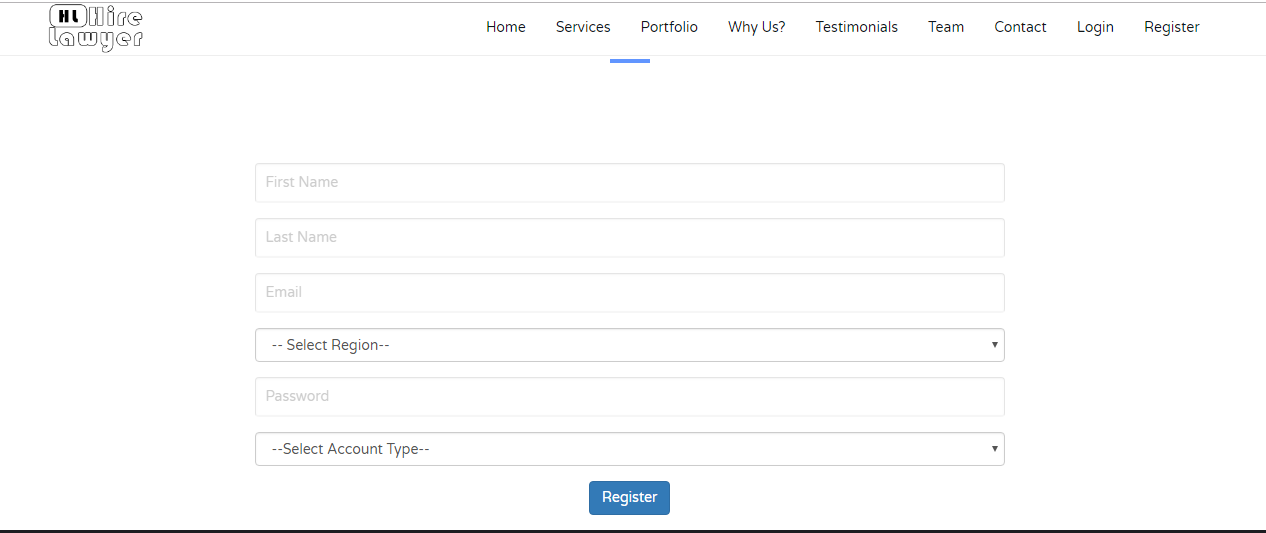 HL Hire
Lawyer
Home Services Portfolio Why Us? Testimonials Team Contact Login Register
First Name
Last Name
Email
-- Select Region--
Password
--Select Account Type--
Register